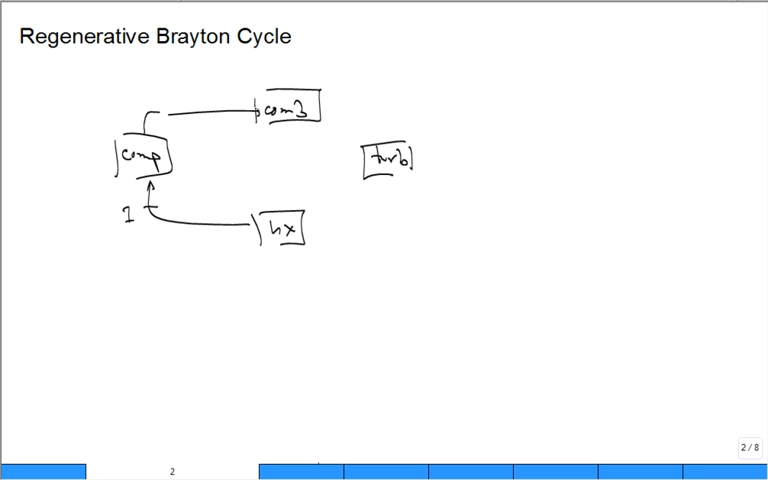 Regenerative Brayton Cycle
comb
comp
turb
1
hx
2 / 8
2